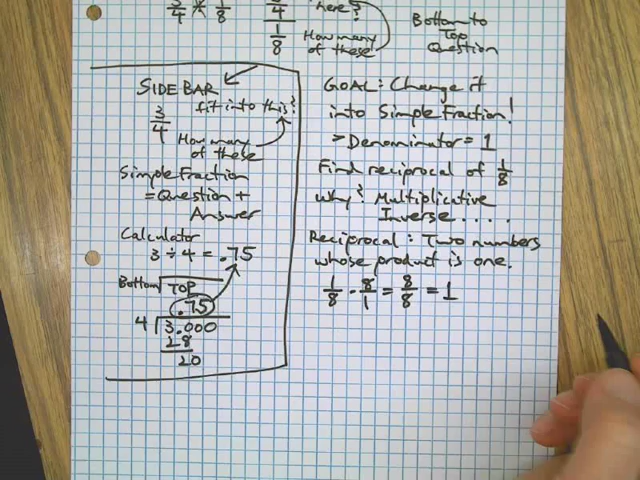 3/4 * 1/8
3/4
1/8
here?
How many
of these
Bottom to
Top
Question
SIDE BAR
fit into this?
3/4
How many
of these
Simple Fraction
= Question +
Answer
Calculator
3 ÷ 4 = .75
Bottom TOP
.75
4 3.000
28
20
GOAL: Change it
into Simple Fraction!
> Denominator = 1
Find reciprocal of 1/8
Why? Multiplicative
Inverse....
Reciprocal: Two numbers
whose product is one.
1/8 · 8/1 = 8/8 = 1